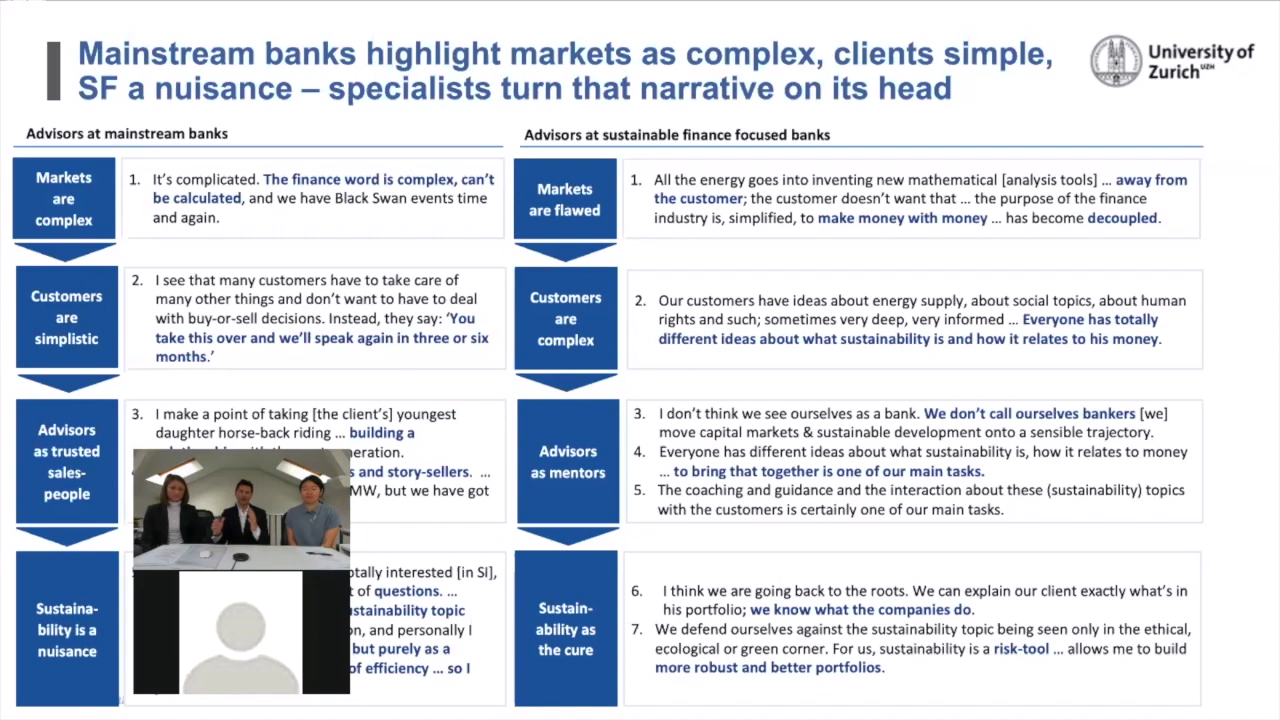 Mainstream banks highlight markets as complex, clients simple,
SF a nuisance – specialists turn that narrative on its head
University of
Zurich UZH
Advisors at mainstream banks
Markets
are
complex
1. It's complicated. The finance word is complex, can't
be calculated, and we have Black Swan events time
and again.
Customers
are
simplistic
2. I see that many customers have to take care of
many other things and don't want to have to deal
with buy-or-sell decisions. Instead, they say: ‘You
take this over and we'll speak again in three or six
months.’
Advisors
as trusted
sales-
people
3. I make a point of taking [the client's] youngest
daughter horse-back riding … building a
s and story-sellers. …
MW, but we have got
Sustaina-
bility is a
nuisance
otally interested [in SI],
t of questions. …
ustainability topic
on, and personally I
but purely as a
of efficiency … so I
Advisors at sustainable finance focused banks
Markets
are flawed
1. All the energy goes into inventing new mathematical [analysis tools] … away from
the customer; the customer doesn't want that … the purpose of the finance
industry is, simplified, to make money with money … has become decoupled.
Customers
are
complex
2. Our customers have ideas about energy supply, about social topics, about human
rights and such; sometimes very deep, very informed … Everyone has totally
different ideas about what sustainability is and how it relates to his money.
Advisors
as mentors
3. I don't think we see ourselves as a bank. We don't call ourselves bankers [we]
move capital markets & sustainable development onto a sensible trajectory.
4. Everyone has different ideas about what sustainability is, how it relates to money
… to bring that together is one of our main tasks.
5. The coaching and guidance and the interaction about these (sustainability) topics
with the customers is certainly one of our main tasks.
Sustain-
ability as
the cure
6. I think we are going back to the roots. We can explain our client exactly what's in
his portfolio; we know what the companies do.
7. We defend ourselves against the sustainability topic being seen only in the ethical,
ecological or green corner. For us, sustainability is a risk-tool … allows me to build
more robust and better portfolios.